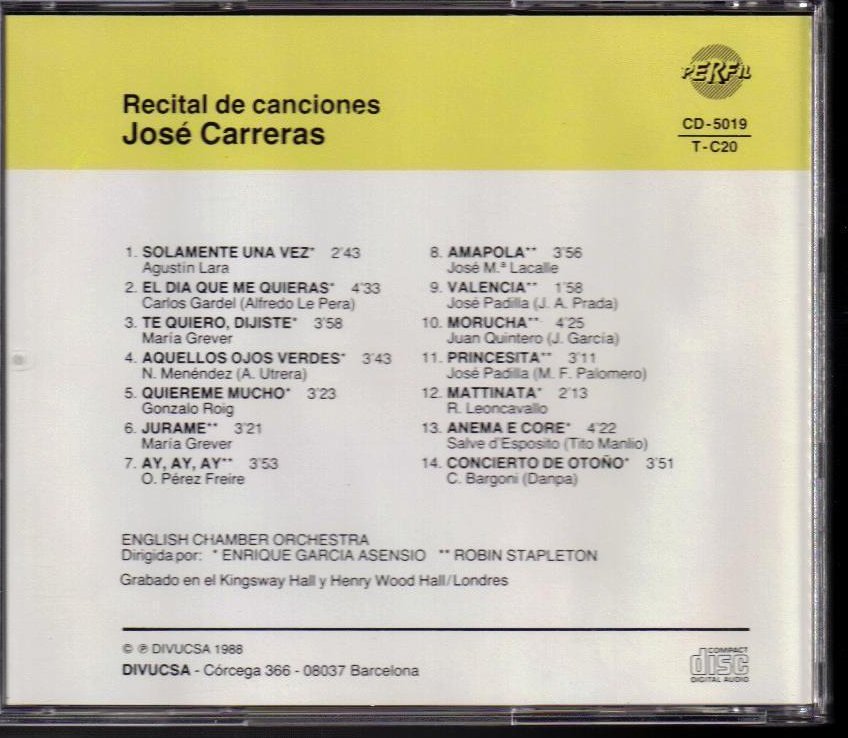 PERFIL
Recital de canciones
José Carreras
CD-5019
T-C20
1. SOLAMENTE UNA VEZ* 2'43
Agustín Lara
2. EL DIA QUE ME QUIERAS* 4'33
Carlos Gardel (Alfredo Le Pera)
3. TE QUIERO, DIJISTE* 3'58
María Grever
4. AQUELLOS OJOS VERDES* 3'43
N. Menéndez (A. Utrera)
5. QUIEREME MUCHO* 3'23
Gonzalo Roig
6. JURAME** 3'21
María Grever
7. AY, AY, AY** 3'53
O. Pérez Freire
8. AMAPOLA** 3'56
José M.ª Lacalle
9. VALENCIA** 1'58
José Padilla (J. A. Prada)
10. MORUCHA** 4'25
Juan Quintero (J. García)
11. PRINCESITA** 3'11
José Padilla (M. F. Palomero)
12. MATTINATA* 2'13
R. Leoncavallo
13. ANEMA E CORE* 4'22
Salve d'Esposito (Tito Manlio)
14. CONCIERTO DE OTOÑO* 3'51
C. Bargoni (Danpa)
ENGLISH CHAMBER ORCHESTRA
Dirigida por: * ENRIQUE GARCIA ASENSIO ** ROBIN STAPLETON
Grabado en el Kingsway Hall y Henry Wood Hall/Londres
© ℗ DIVUCSA 1988
DIVUCSA - Córcega 366 - 08037 Barcelona
COMPACT
disc
DIGITAL AUDIO